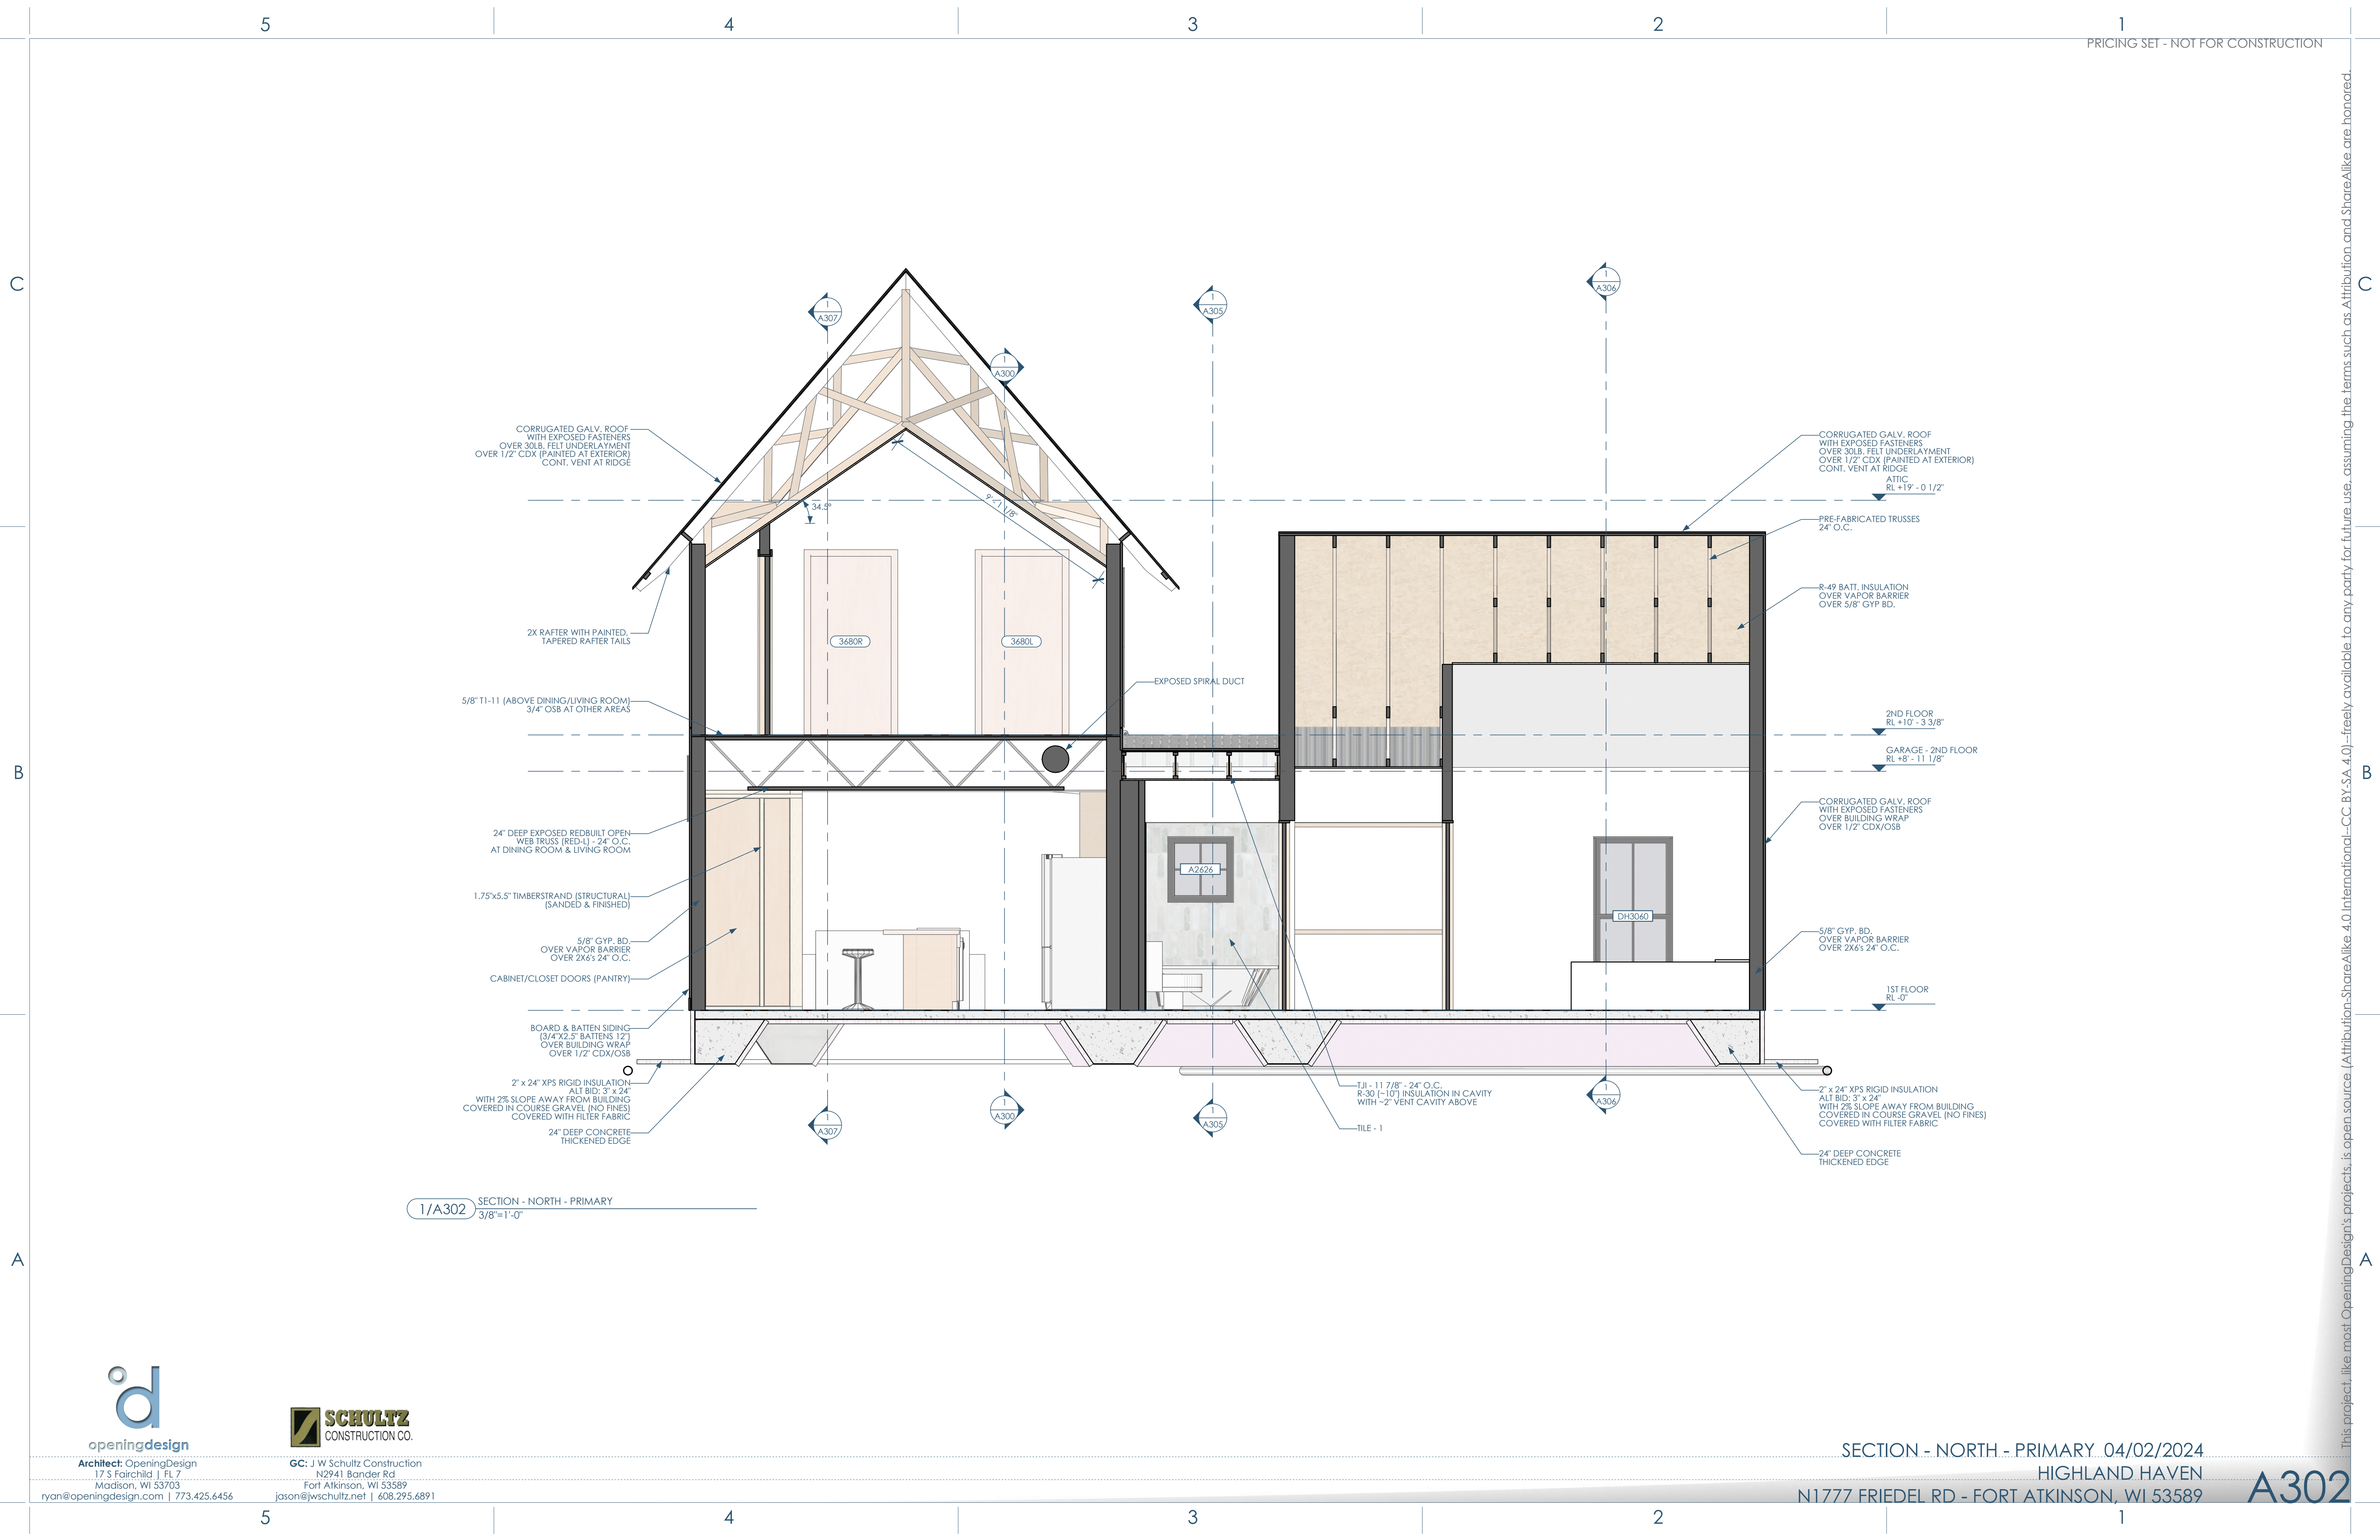 5 4 3 2 1
PRICING SET - NOT FOR CONSTRUCTION
C
C
B
B
A
A
This project, like most OpeningDesign's projects, is open source (Attribution-ShareAlike 4.0 International--CC BY-SA 4.0)--freely available to any party for future use, assuming the terms such as Attribution and ShareAlike are honored.
1
A307
1
A300
1
A305
1
A306
CORRUGATED GALV. ROOF
WITH EXPOSED FASTENERS
OVER 30LB. FELT UNDERLAYMENT
OVER 1/2" CDX (PAINTED AT EXTERIOR)
CONT. VENT AT RIDGE
2X RAFTER WITH PAINTED,
TAPERED RAFTER TAILS
5/8" T1-11 (ABOVE DINING/LIVING ROOM)
3/4" OSB AT OTHER AREAS
24" DEEP EXPOSED REDBUILT OPEN
WEB TRUSS (RED-L) - 24" O.C.
AT DINING ROOM & LIVING ROOM
1.75"x5.5" TIMBERSTRAND (STRUCTURAL)
(SANDED & FINISHED)
5/8" GYP. BD.
OVER VAPOR BARRIER
OVER 2X6's 24" O.C.
CABINET/CLOSET DOORS (PANTRY)
BOARD & BATTEN SIDING
(3/4"X2.5" BATTENS 12")
OVER BUILDING WRAP
OVER 1/2" CDX/OSB
2" x 24" XPS RIGID INSULATION
ALT BID: 3" x 24"
WITH 2% SLOPE AWAY FROM BUILDING
COVERED IN COURSE GRAVEL (NO FINES)
COVERED WITH FILTER FABRIC
24" DEEP CONCRETE
THICKENED EDGE
34.5°
9' - 1 1/8"
3680R
3680L
EXPOSED SPIRAL DUCT
A2626
DH3060
CORRUGATED GALV. ROOF
WITH EXPOSED FASTENERS
OVER 30LB. FELT UNDERLAYMENT
OVER 1/2" CDX (PAINTED AT EXTERIOR)
CONT. VENT AT RIDGE
ATTIC
RL +19' - 0 1/2"
PRE-FABRICATED TRUSSES
24" O.C.
R-49 BATT. INSULATION
OVER VAPOR BARRIER
OVER 5/8" GYP BD.
2ND FLOOR
RL +10' - 3 3/8"
GARAGE - 2ND FLOOR
RL +8' - 11 1/8"
CORRUGATED GALV. ROOF
WITH EXPOSED FASTENERS
OVER BUILDING WRAP
OVER 1/2" CDX/OSB
5/8" GYP. BD.
OVER VAPOR BARRIER
OVER 2X6's 24" O.C.
1ST FLOOR
RL -0"
TJI - 11 7/8" - 24" O.C.
R-30 (~10") INSULATION IN CAVITY
WITH ~2" VENT CAVITY ABOVE
TILE - 1
2" x 24" XPS RIGID INSULATION
ALT BID: 3" x 24"
WITH 2% SLOPE AWAY FROM BUILDING
COVERED IN COURSE GRAVEL (NO FINES)
COVERED WITH FILTER FABRIC
24" DEEP CONCRETE
THICKENED EDGE
1
A307
1
A300
1
A305
1
A306
1/A302
SECTION - NORTH - PRIMARY
3/8"=1'-0"
openingdesign
Architect: OpeningDesign
17 S Fairchild | FL 7
Madison, WI 53703
ryan@openingdesign.com | 773.425.6456
SCHULTZ
CONSTRUCTION CO.
GC: J W Schultz Construction
N2941 Bander Rd
Fort Atkinson, WI 53589
jason@jwschultz.net | 608.295.6891
SECTION - NORTH - PRIMARY 04/02/2024
HIGHLAND HAVEN
N1777 FRIEDEL RD - FORT ATKINSON, WI 53589
A302
5 4 3 2 1